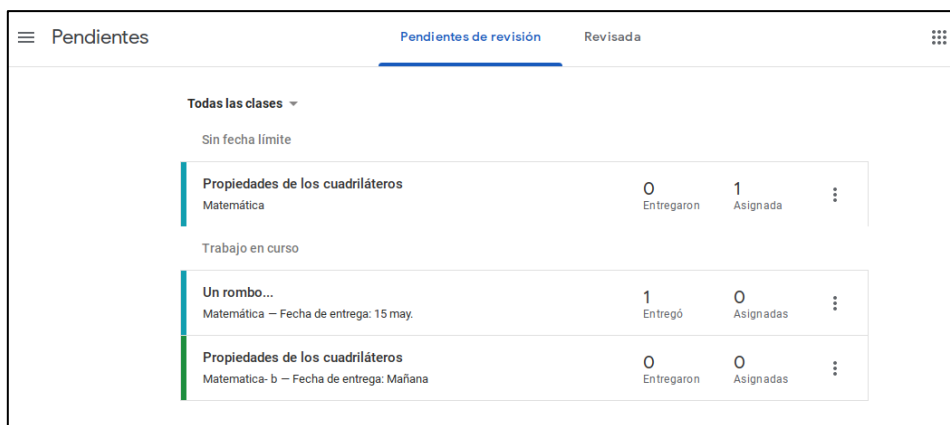 Pendientes
Pendientes de revisión
Revisada
Todas las clases
Sin fecha límite
Propiedades de los cuadriláteros
0
1
Matemática
Entregaron
Asignada
Trabajo en curso
Un rombo...
1
0
Matemática — Fecha de entrega: 15 may.
Entregó
Asignadas
Propiedades de los cuadriláteros
0
0
Matematica- b — Fecha de entrega: Mañana
Entregaron
Asignadas